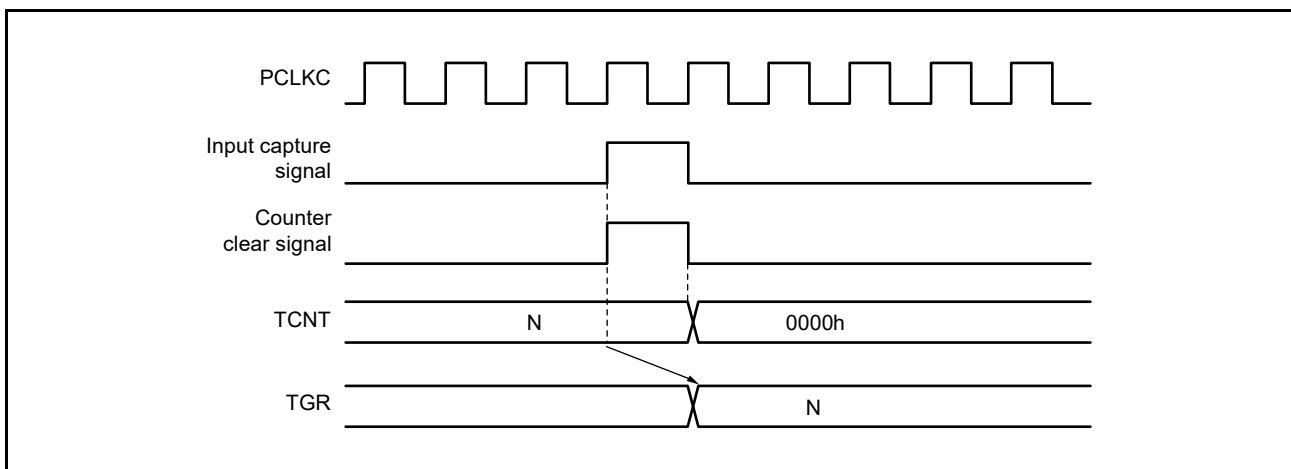 PCLKC
Input capture
signal
Counter
clear signal
TCNT
N
0000h
TGR
N